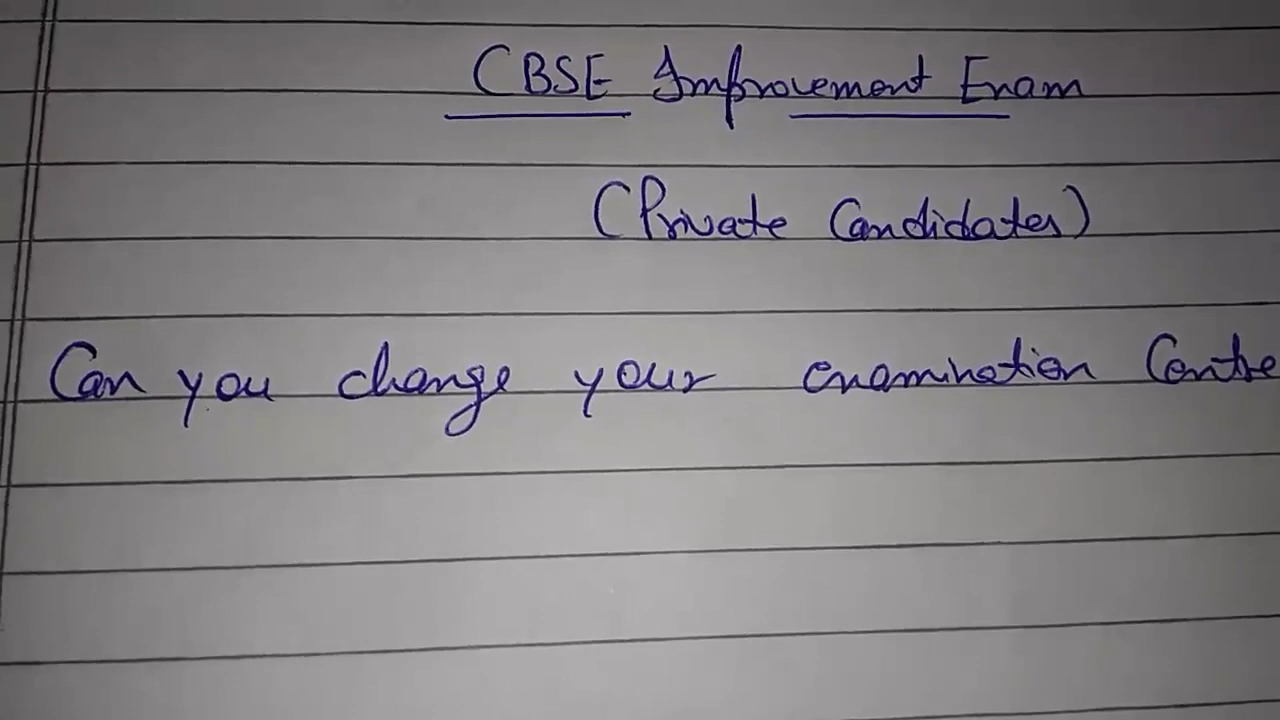 CBSE Improvement Exam
(Private Candidates)
Can you change your examination Centre